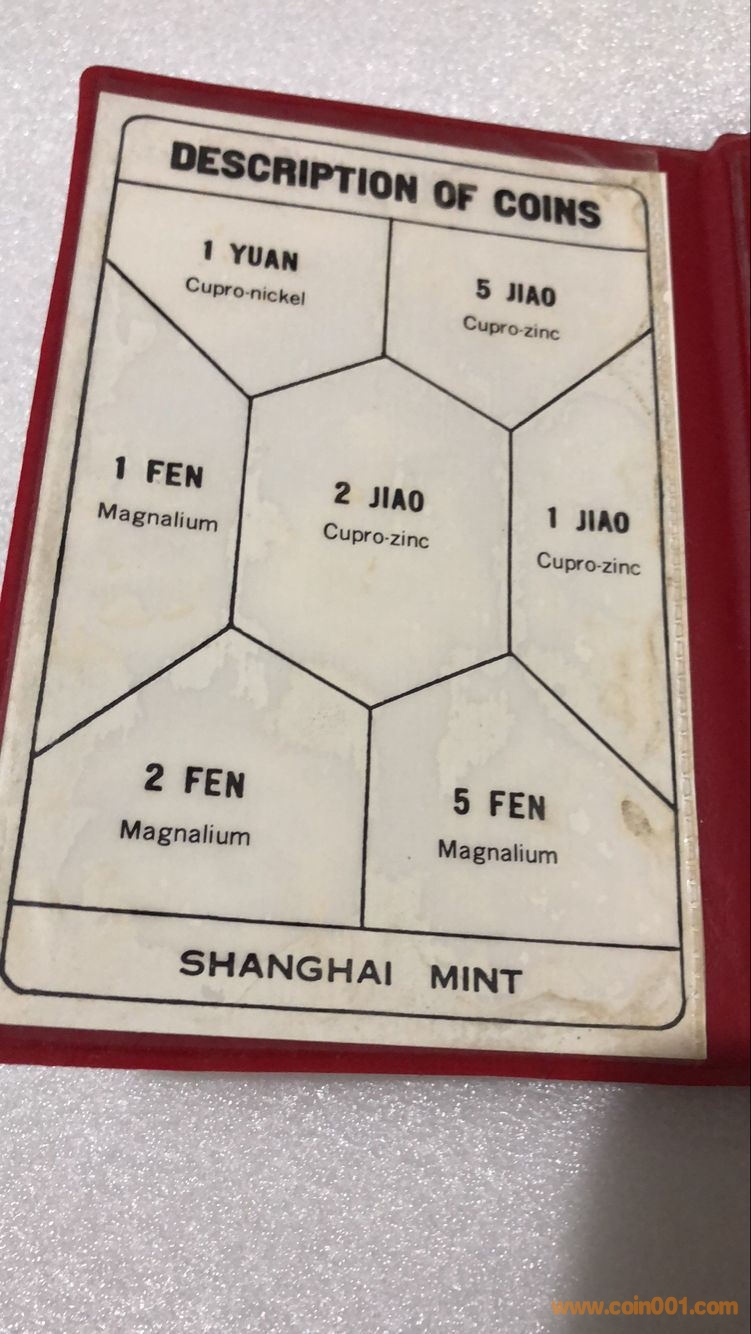 DESCRIPTION OF COINS
1 YUAN
Cupro-nickel
5 JIAO
Cupro-zinc
1 FEN
Magnalium
2 JIAO
Cupro-zinc
1 JIAO
Cupro-zinc
2 FEN
Magnalium
5 FEN
Magnalium
SHANGHAI MINT
www.coin001.com